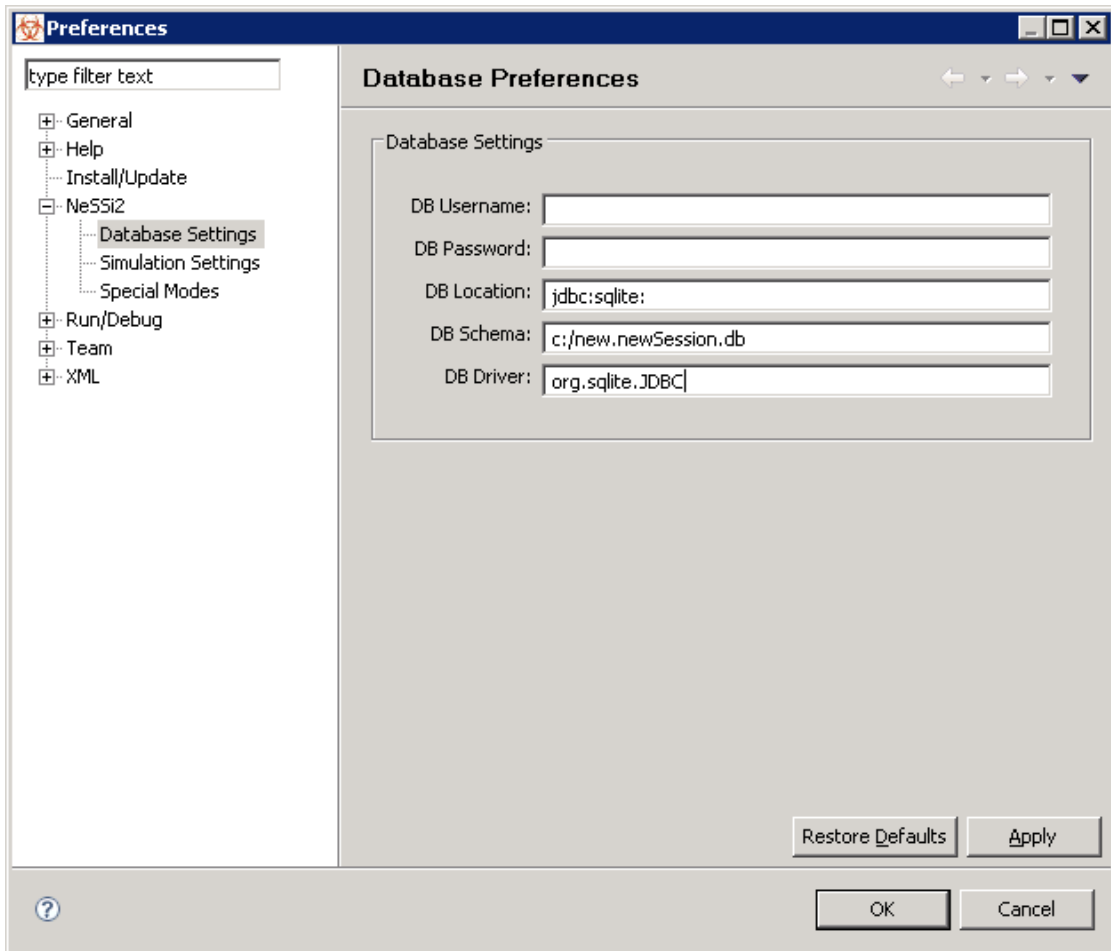 Preferences
type filter text
General
Help
Install/Update
NeSSi2
Database Settings
Simulation Settings
Special Modes
Run/Debug
Team
XML
Database Preferences
Database Settings
DB Username:
DB Password:
DB Location: jdbc:sqlite:
DB Schema: c:/new.newSession.db
DB Driver: org.sqlite.JDBC
Restore Defaults Apply
? OK Cancel